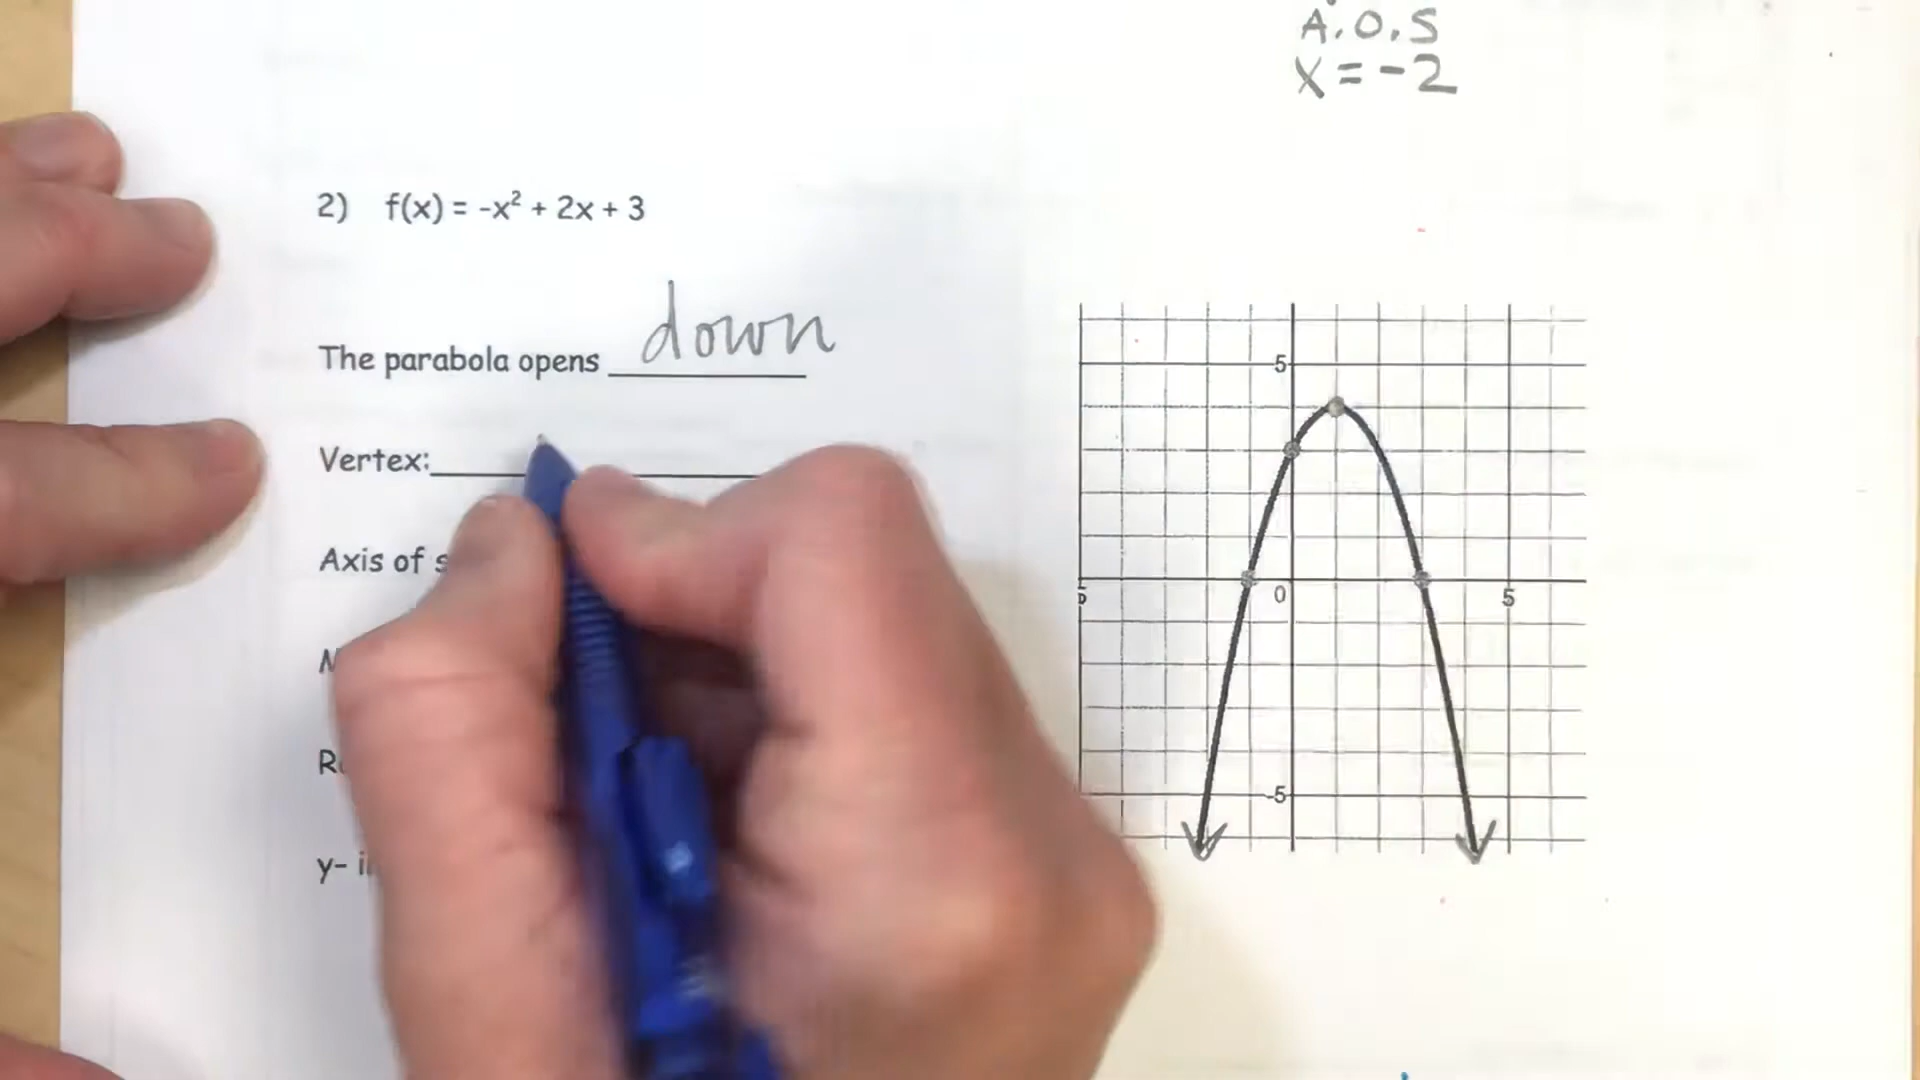 A.O.S
X = -2
2) f(x) = -x² + 2x + 3
The parabola opens down
Vertex:
Axis of s
y- i
5
0
5
-5